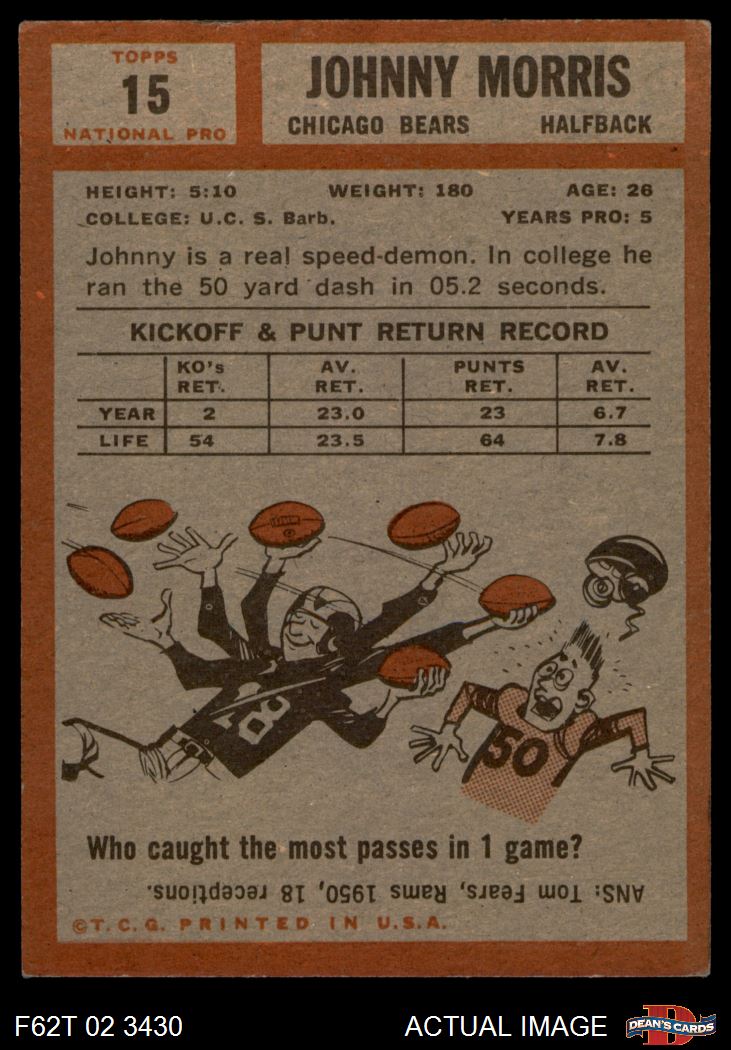 TOPPS
15
NATIONAL PRO
JOHNNY MORRIS
CHICAGO BEARS HALFBACK
HEIGHT: 5:10 WEIGHT: 180 AGE: 26
COLLEGE: U.C. S. Barb. YEARS PRO: 5
Johnny is a real speed-demon. In college he
ran the 50 yard dash in 05.2 seconds.
KICKOFF & PUNT RETURN RECORD
KO's RET. AV. RET. PUNTS RET. AV. RET.
YEAR 2 23.0 23 6.7
LIFE 54 23.5 64 7.8
50
Who caught the most passes in 1 game?
ANS: Tom Fears, Rams 1950, 18 receptions.
©T.C.G. PRINTED IN U.S.A.
F62T 02 3430 ACTUAL IMAGE
D
DEAN'S CARDS